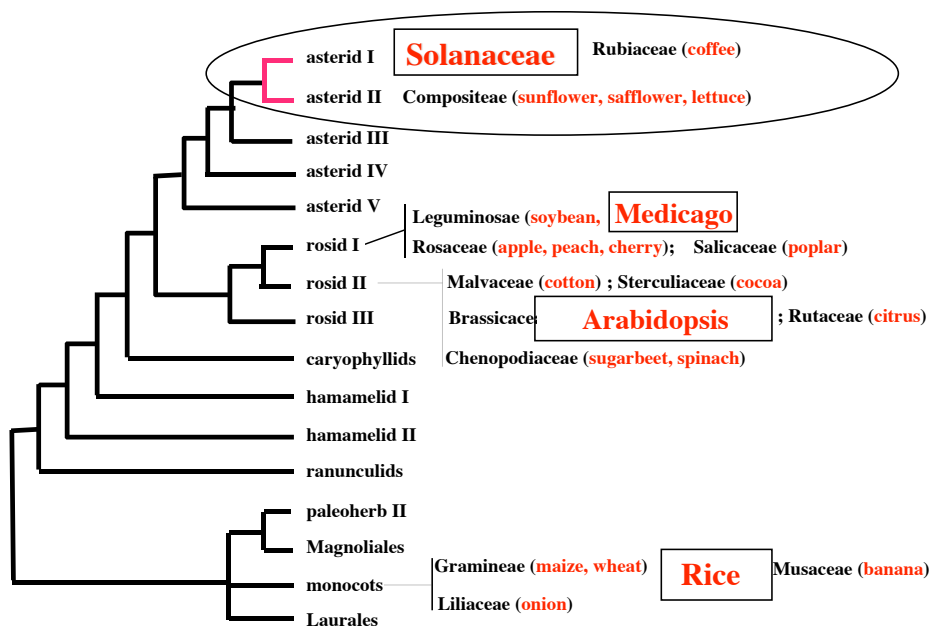 asterid I Solanaceae Rubiaceae (coffee)
asterid II Compositeae (sunflower, safflower, lettuce)
asterid III
asterid IV
asterid V
Leguminosae (soybean, Medicago
rosid I Rosaceae (apple, peach, cherry); Salicaceae (poplar)
rosid II Malvaceae (cotton) ; Sterculiaceae (cocoa)
rosid III Brassicace: Arabidopsis ; Rutaceae (citrus)
caryophyllids Chenopodiaceae (sugarbeet, spinach)
hamamelid I
hamamelid II
ranunculids
paleoherb II
Magnoliales
Gramineae (maize, wheat) Rice Musaceae (banana)
monocots
Liliaceae (onion)
Laurales